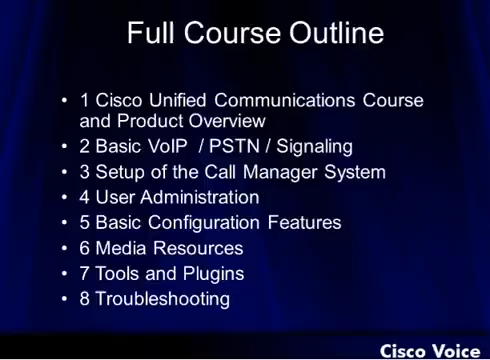 Full Course Outline
• 1 Cisco Unified Communications Course
and Product Overview
• 2 Basic VoIP / PSTN / Signaling
• 3 Setup of the Call Manager System
• 4 User Administration
• 5 Basic Configuration Features
• 6 Media Resources
• 7 Tools and Plugins
• 8 Troubleshooting
Cisco Voice